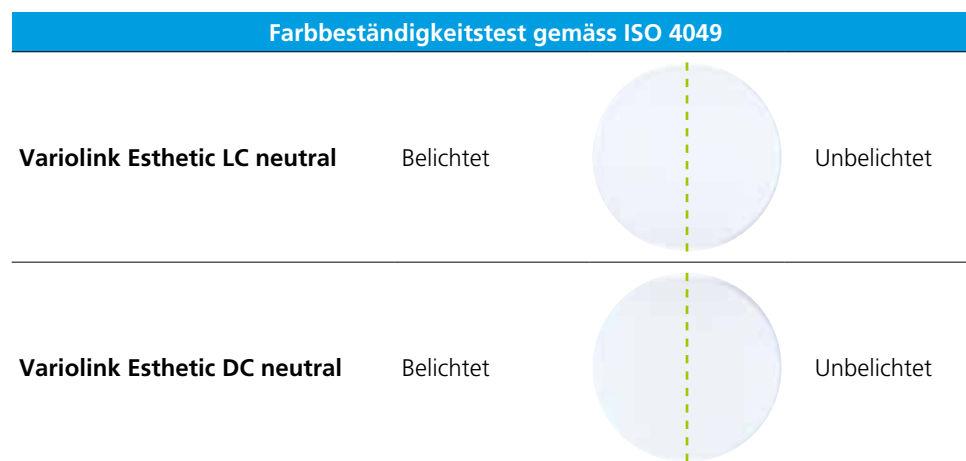 Farbbeständigkeitstest gemäss ISO 4049
Variolink Esthetic LC neutral Belichtet Unbelichtet
Variolink Esthetic DC neutral Belichtet Unbelichtet